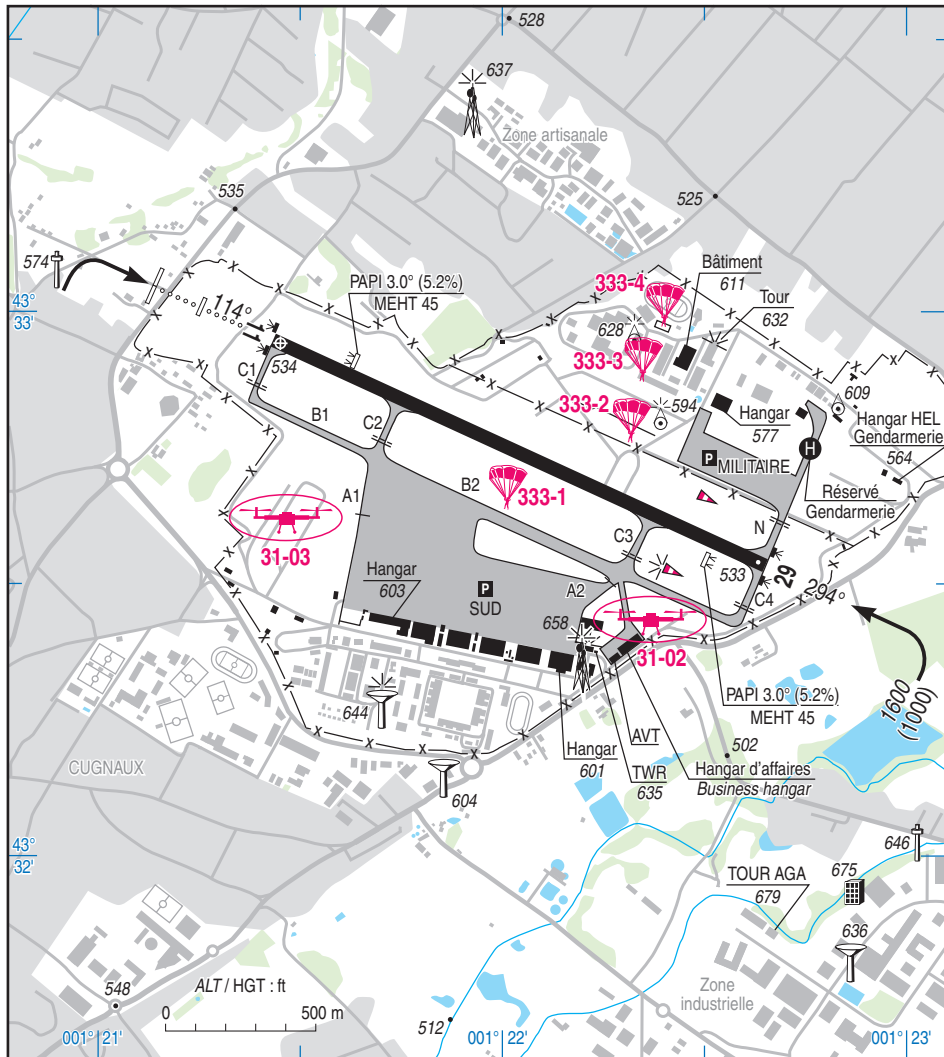 528
637
Zone artisanale
535
525
574
43°
33'
114°
11
534
PAPI 3.0° (5.2%)
MEHT 45
333-4
Bâtiment
611
Tour
632
628
333-3
333-2
594
609
Hangar
577
Hangar HEL
Gendarmerie
564
P
MILITAIRE
H
Réservé
Gendarmerie
C1
B1
C2
A1
B2
333-1
C3
N
31-03
Hangar
603
P
SUD
A2
533
29
C4
294°
658
31-02
1600
(1000)
644
PAPI 3.0° (5.2%)
MEHT 45
AVT
Hangar
601
TWR
635
Hangar d'affaires
Business hangar
502
CUGNAUX
604
43°
32'
646
TOUR AGA
679
675
636
Zone
industrielle
ALT / HGT : ft
0
500 m
548
512
001° 21'
001° 22'
001° 23'